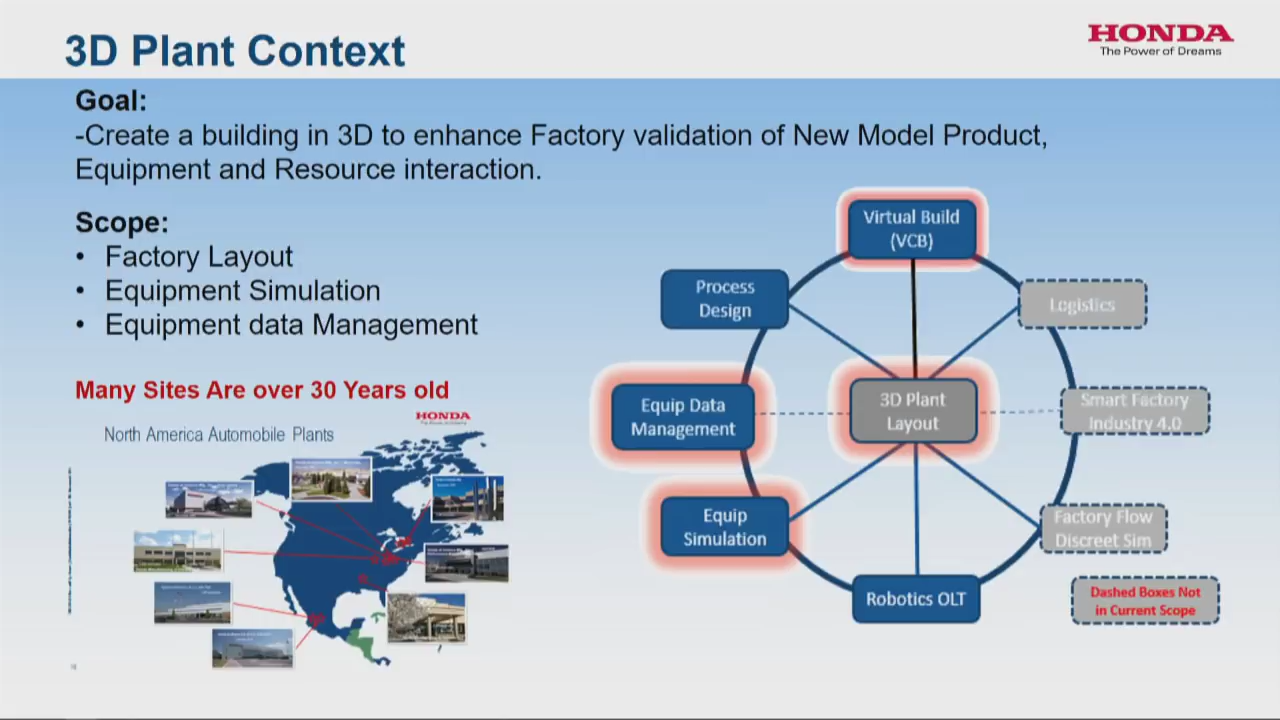 3D Plant Context
HONDA
The Power of Dreams
Goal:
-Create a building in 3D to enhance Factory validation of New Model Product,
Equipment and Resource interaction.
Scope:
• Factory Layout
• Equipment Simulation
• Equipment data Management
Many Sites Are over 30 Years old
HONDA
The Power of Dreams
North America Automobile Plants
Virtual Build
(VCB)
Process
Design
Logistics
Equip Data
Management
3D Plant
Layout
Smart Factory
Industry 4.0
Equip
Simulation
Factory Flow
Discreet Sim
Robotics OLT
Dashed Boxes Not
in Current Scope